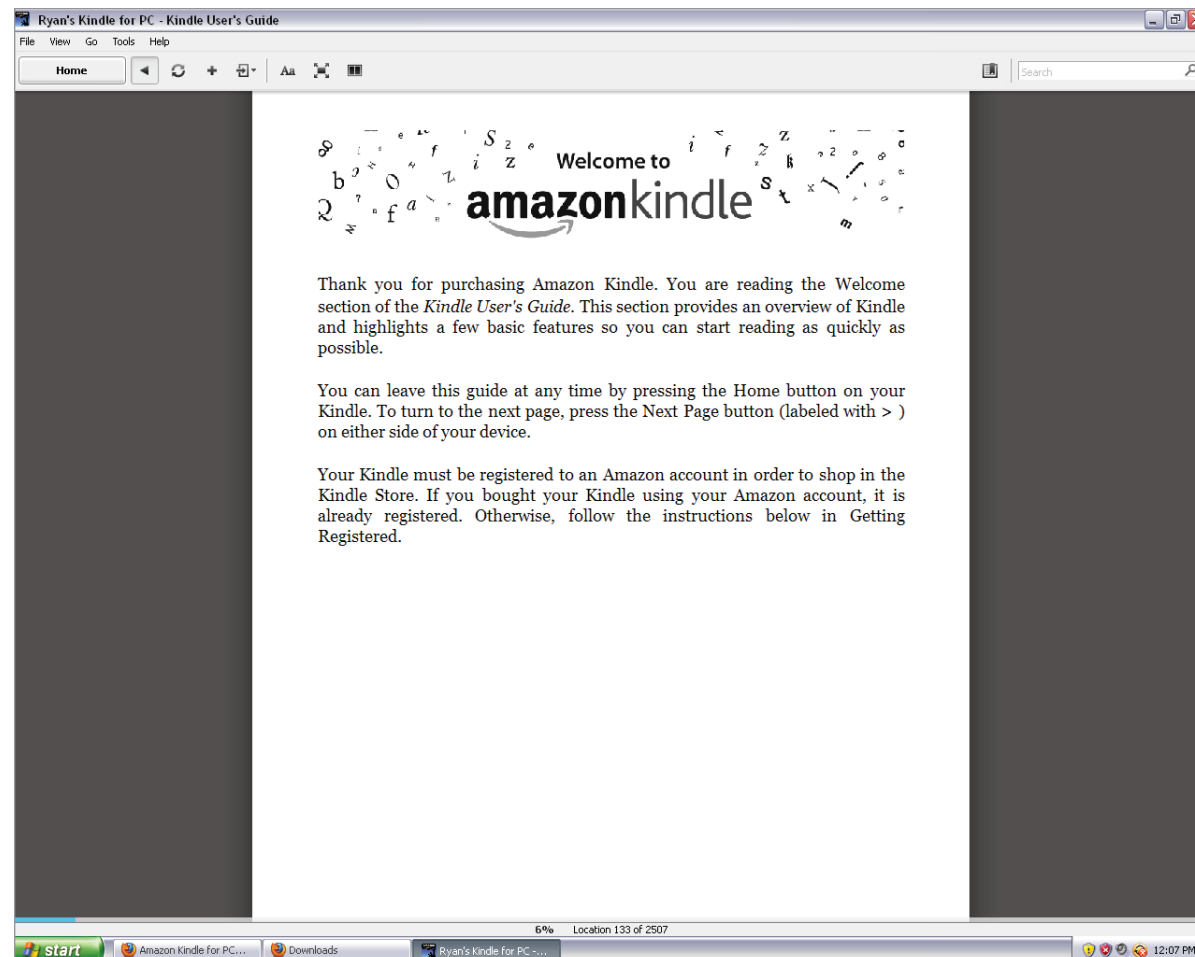 Ryan's Kindle for PC - Kindle User's Guide
File View Go Tools Help
Home Aa Search
Welcome to
amazonkindle
Thank you for purchasing Amazon Kindle. You are reading the Welcome
section of the Kindle User's Guide. This section provides an overview of Kindle
and highlights a few basic features so you can start reading as quickly as
possible.
You can leave this guide at any time by pressing the Home button on your
Kindle. To turn to the next page, press the Next Page button (labeled with > )
on either side of your device.
Your Kindle must be registered to an Amazon account in order to shop in the
Kindle Store. If you bought your Kindle using your Amazon account, it is
already registered. Otherwise, follow the instructions below in Getting
Registered.
6% Location 133 of 2507
start Amazon Kindle for PC... Downloads Ryan's Kindle for PC -... 12:07 PM